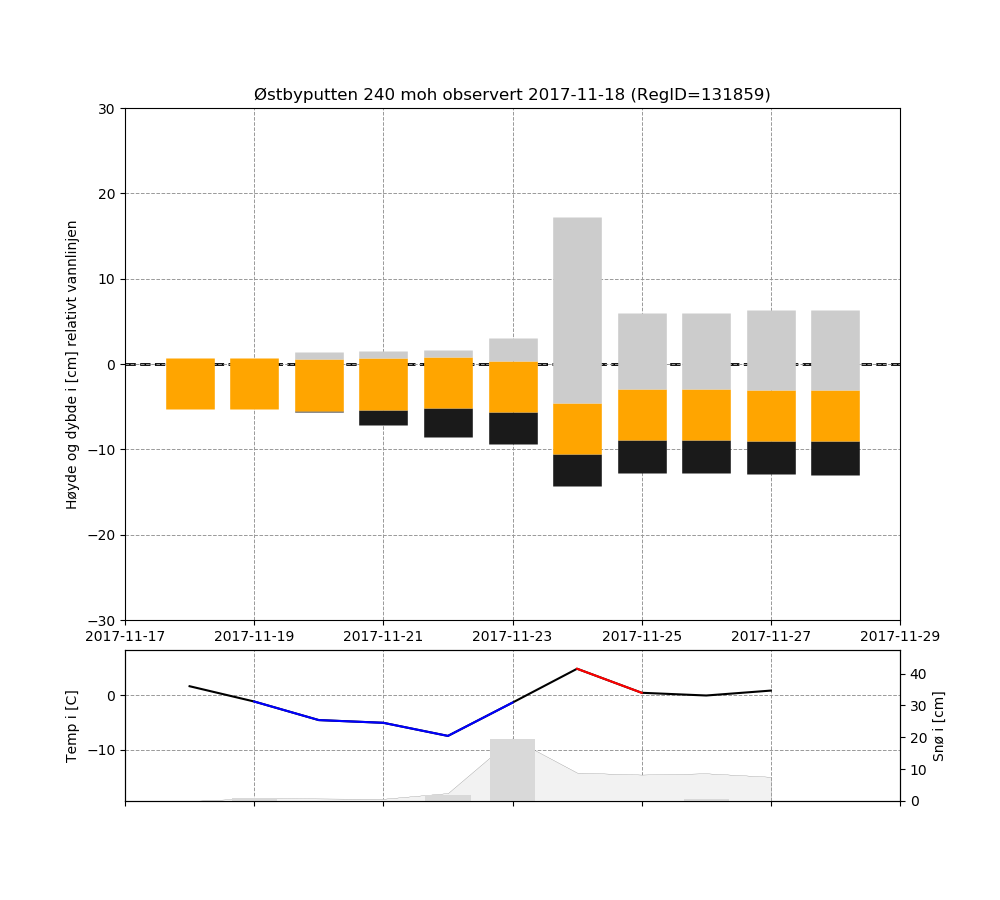 Østbyputten 240 moh observert 2017-11-18 (RegID=131859)
30
20
10
0
−10
−20
−30
Høyde og dybde i [cm] relativt vannlinjen
2017-11-17 2017-11-19 2017-11-21 2017-11-23 2017-11-25 2017-11-27 2017-11-29
0
−10
Temp i [C]
40
30
20
10
0
Snø i [cm]